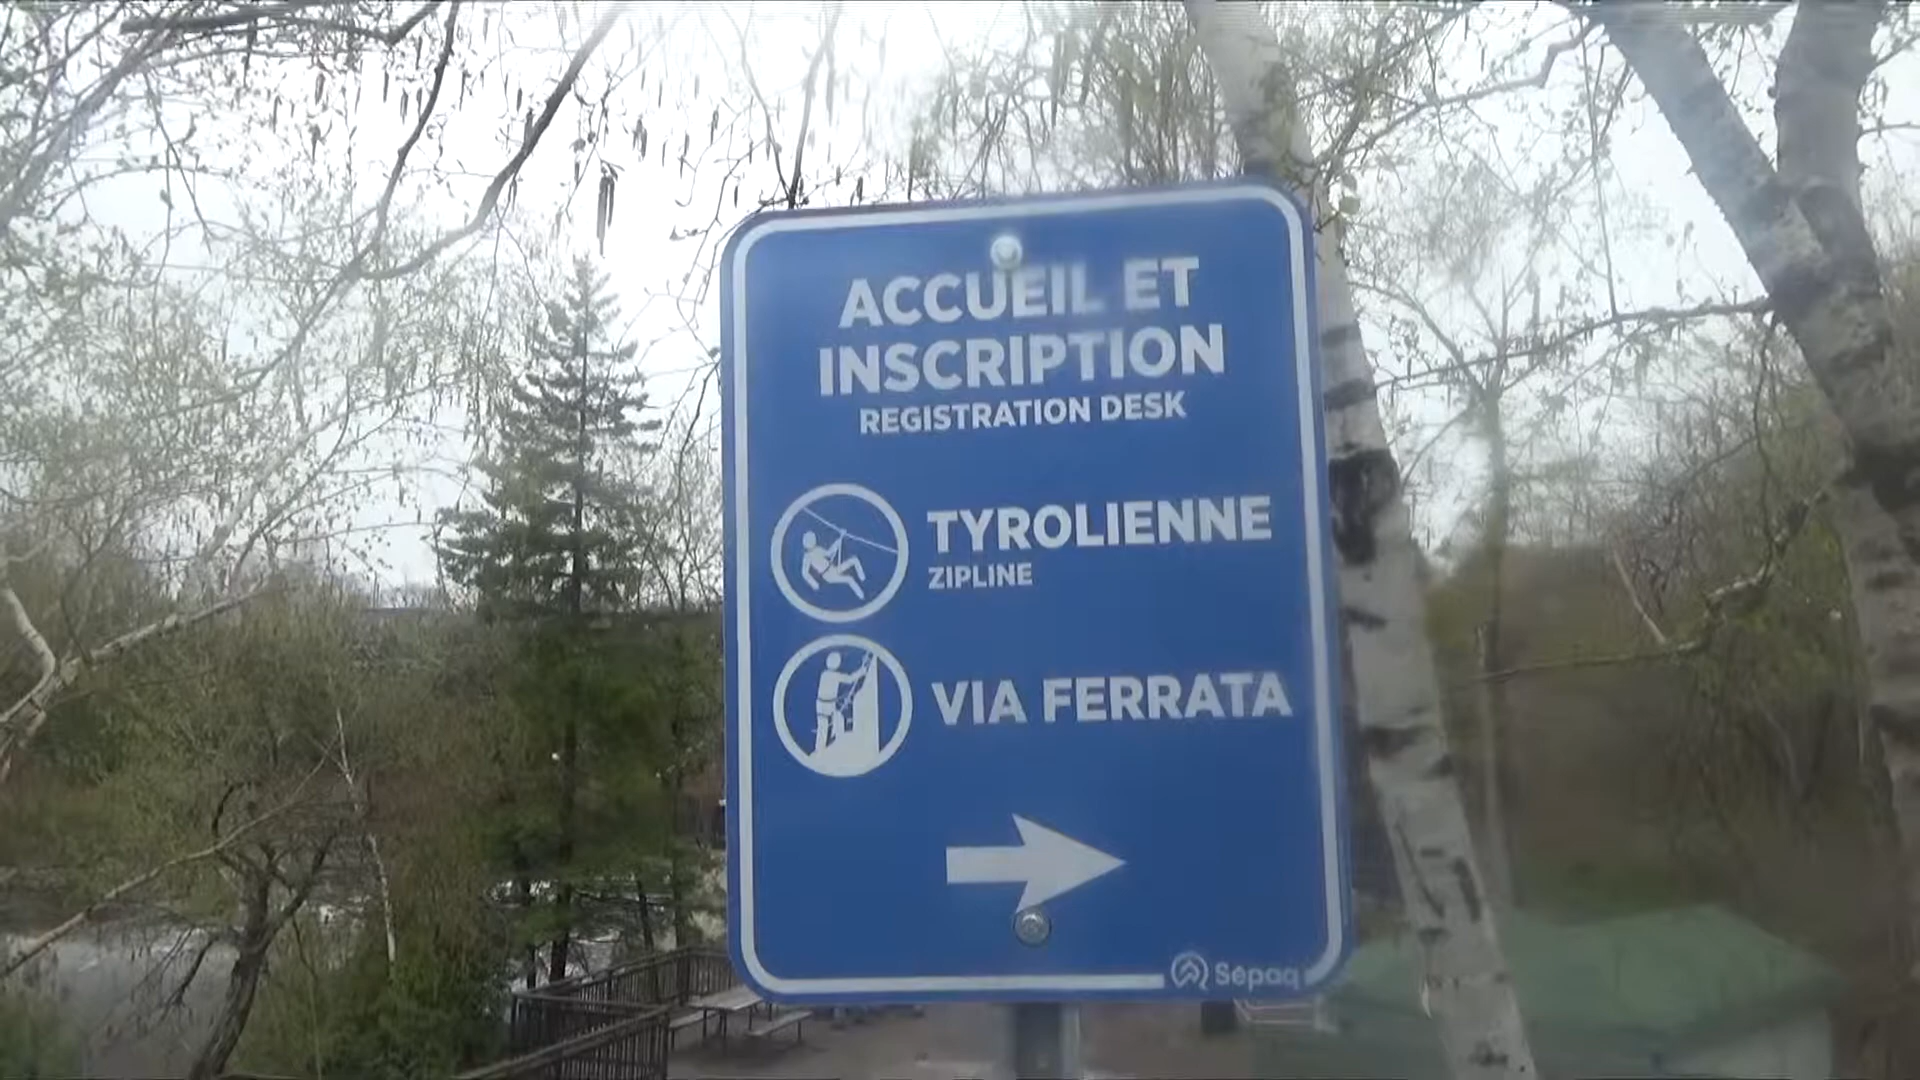 ACCUEIL ET
INSCRIPTION
REGISTRATION DESK
TYROLIENNE
ZIPLINE
VIA FERRATA
Sépaq